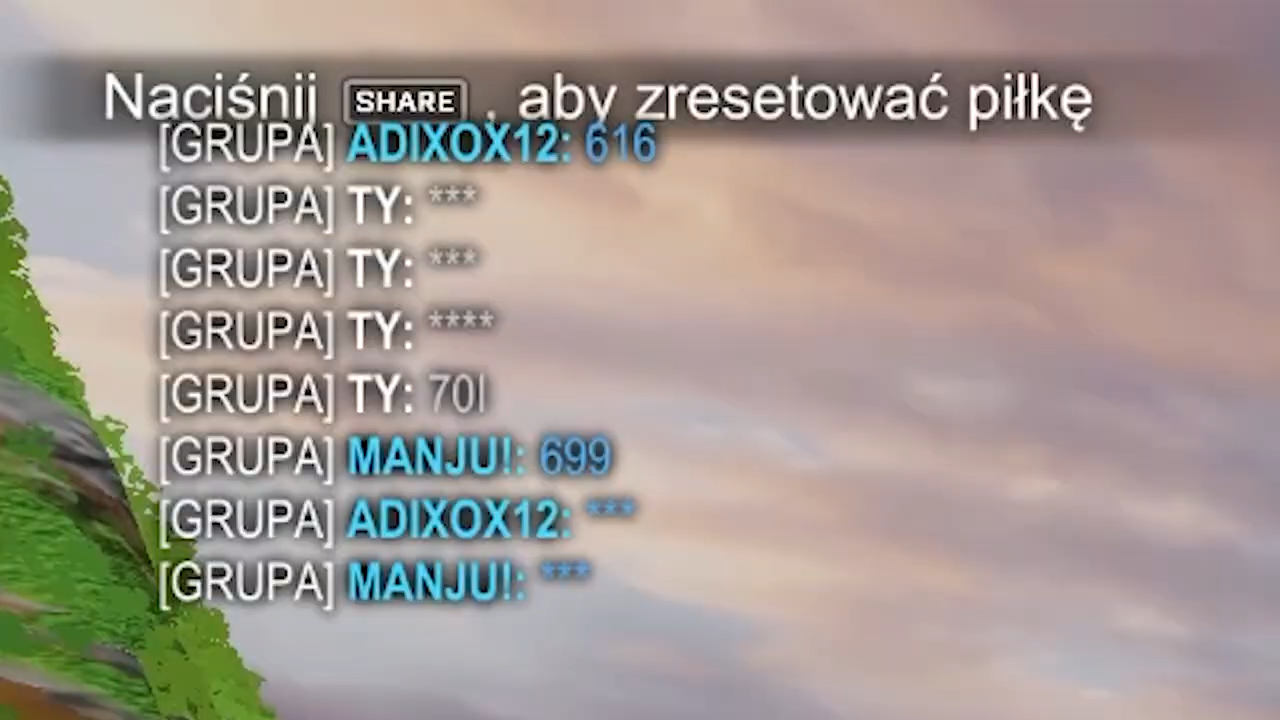 Naciśnij SHARE , aby zresetować piłkę
[GRUPA] ADIXOX12: 616
[GRUPA] TY: ***
[GRUPA] TY: ***
[GRUPA] TY: ****
[GRUPA] TY: 70l
[GRUPA] MANJU!: 699
[GRUPA] ADIXOX12: ***
[GRUPA] MANJU!: ***